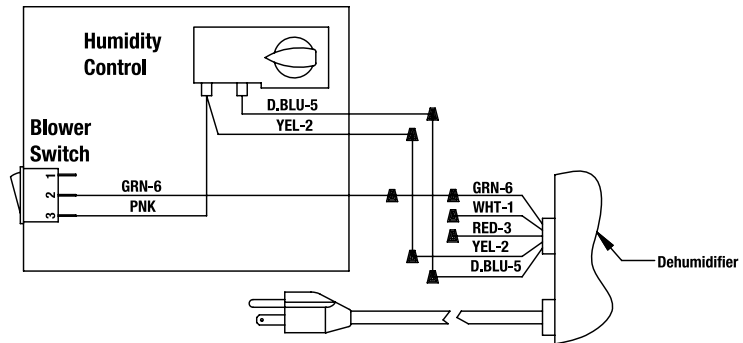 Humidity
Control
D.BLU-5
YEL-2
Blower
Switch
1
2
3
GRN-6
PNK
GRN-6
WHT-1
RED-3
YEL-2
D.BLU-5
Dehumidifier